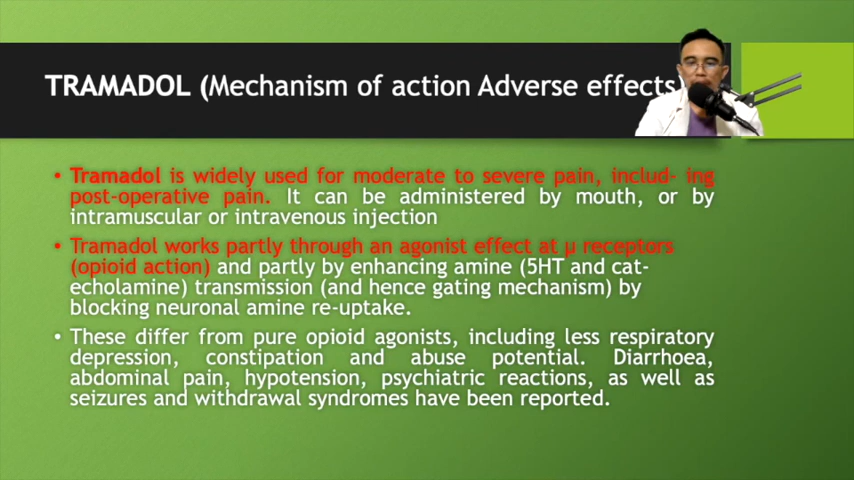 TRAMADOL (Mechanism of action Adverse effects)
• Tramadol is widely used for moderate to severe pain, includ- ing
post-operative pain. It can be administered by mouth, or by
intramuscular or intravenous injection
• Tramadol works partly through an agonist effect at μ receptors
(opioid action) and partly by enhancing amine (5HT and cat-
echolamine) transmission (and hence gating mechanism) by
blocking neuronal amine re-uptake.
• These differ from pure opioid agonists, including less respiratory
depression, constipation and abuse potential. Diarrhoea,
abdominal pain, hypotension, psychiatric reactions, as well as
seizures and withdrawal syndromes have been reported.